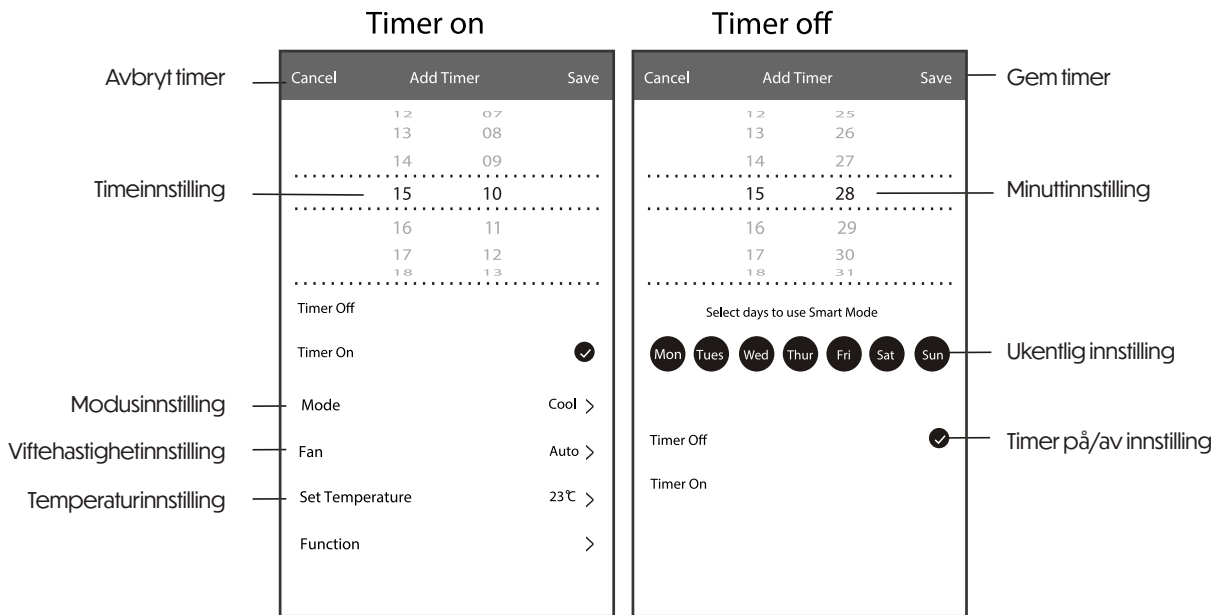 Timer on
Timer off
Avbryt timer
Cancel Add Timer Save
Cancel Add Timer Save
Gem timer
12 07
13 08
14 09
15 10
16 11
17 12
18 13
12 25
13 26
14 27
15 28
16 29
17 30
18 31
Timeinnstilling
Minuttinnstilling
Timer Off
Timer On
Modusinnstilling
Mode Cool >
Viftehastighetinnstilling
Fan Auto >
Temperaturinnstilling
Set Temperature 23℃ >
Function >
Select days to use Smart Mode
Mon Tues Wed Thur Fri Sat Sun
Ukentlig innstilling
Timer Off
Timer på/av innstilling
Timer On